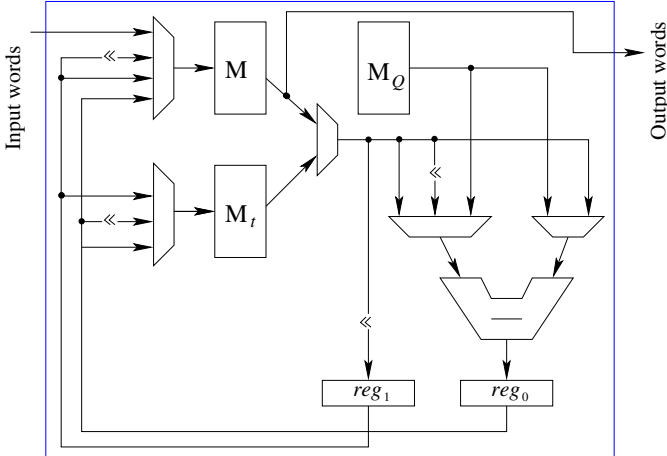 Input words
M
M_Q
Output words
≪
≪
M_t
≪
≪
reg_1
reg_0